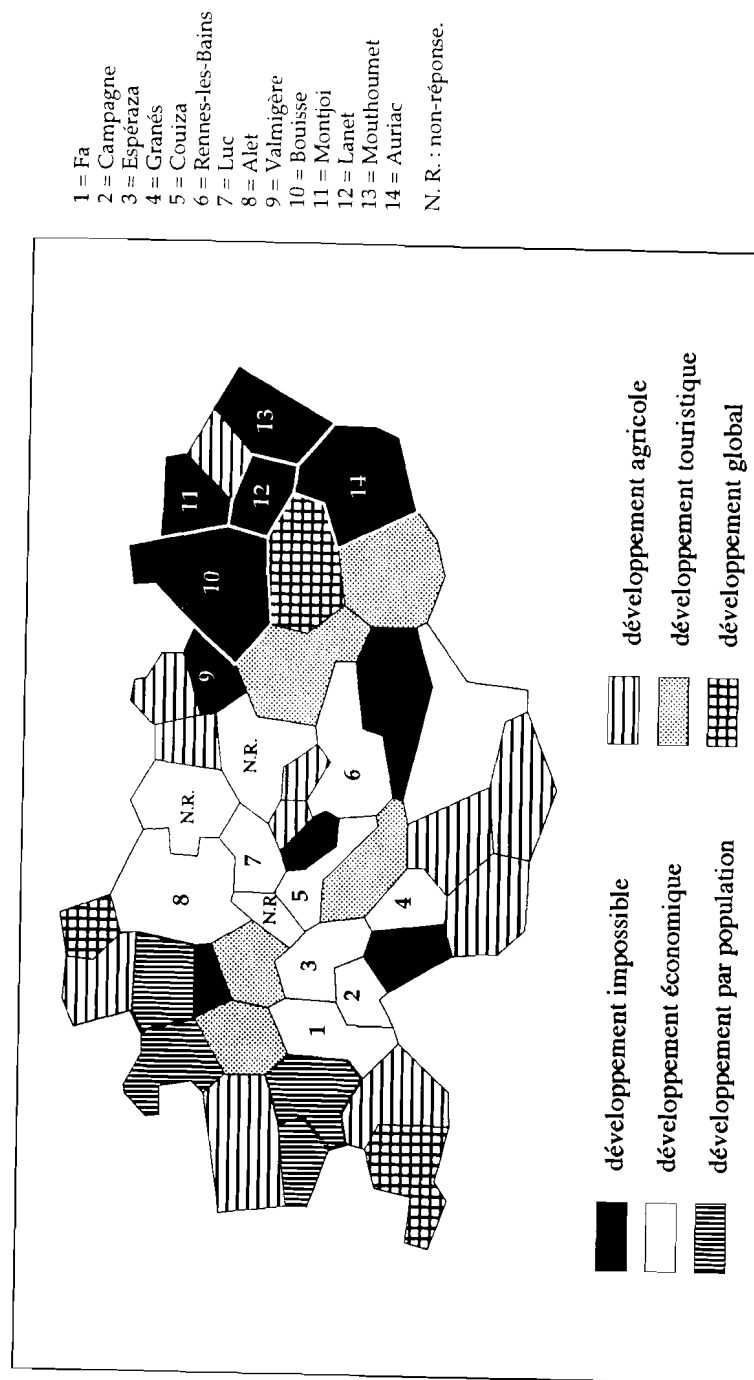 1 = Fa
2 = Campagne
3 = Espéraza
4 = Granés
5 = Couiza
6 = Rennes-les-Bains
7 = Luc
8 = Alet
9 = Valmigère
10 = Bouisse
11 = Montjoi
12 = Lanet
13 = Mouthoumet
14 = Auriac
N. R. : non-réponse.
8
N.R.
N.R.
7
N.R.
5
3
2
1
4
6
9
10
11
12
13
14
développement impossible
développement économique
développement par population
développement agricole
développement touristique
développement global